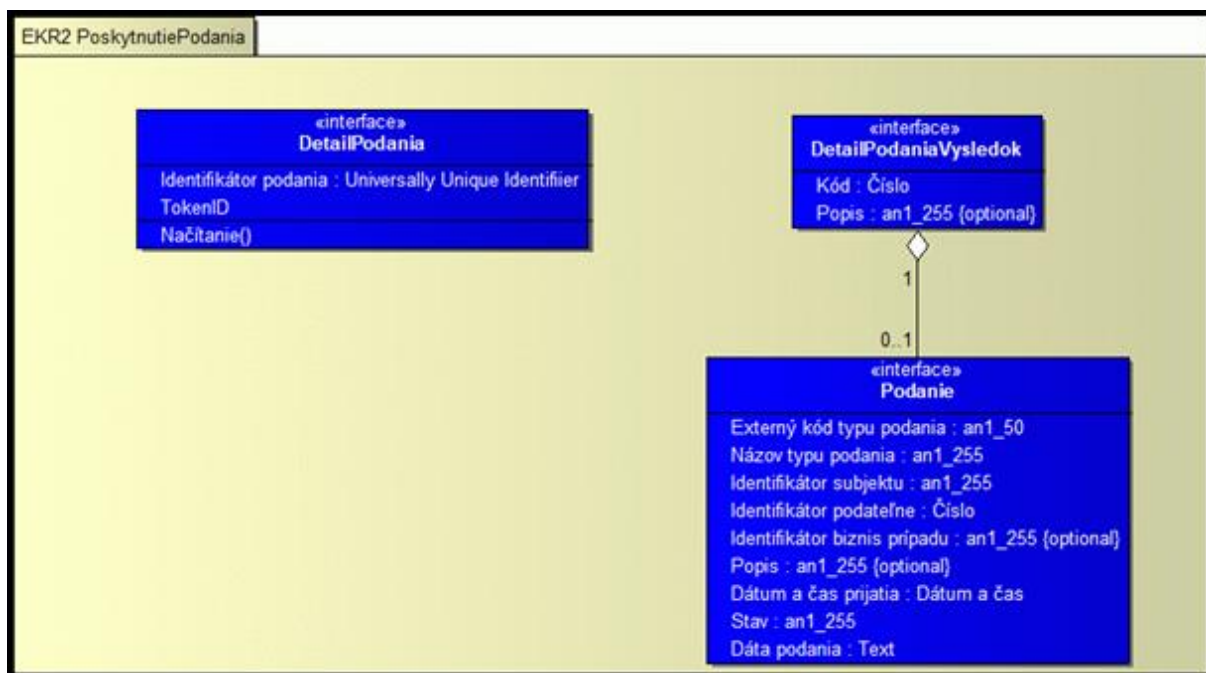 EKR2 PoskytnutiePodania
«interface»
DetailPodania
Identifikátor podania : Universally Unique Identifiier
TokenID
Načítanie()
«interface»
DetailPodaniaVysledok
Kód : Číslo
Popis : an1_255 {optional}
1
0..1
«interface»
Podanie
Externý kód typu podania : an1_50
Názov typu podania : an1_255
Identifikátor subjektu : an1_255
Identifikátor podateľne : Číslo
Identifikátor biznis prípadu : an1_255 {optional}
Popis : an1_255 {optional}
Dátum a čas prijatia : Dátum a čas
Stav : an1_255
Dáta podania : Text